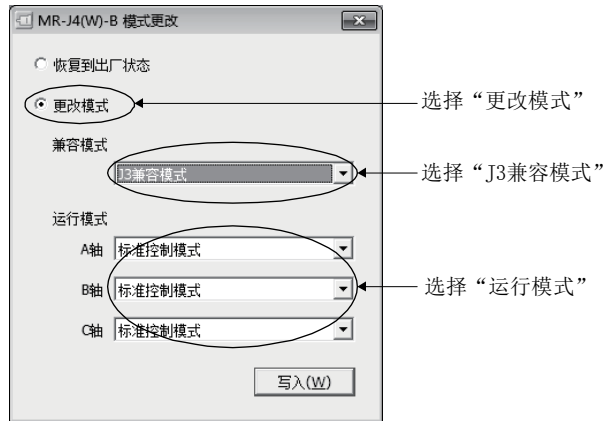 MR-J4(W)-B 模式更改
恢复到出厂状态
更改模式
选择“更改模式”
兼容模式
J3兼容模式
选择“J3兼容模式”
运行模式
A轴 标准控制模式
B轴 标准控制模式
选择“运行模式”
C轴 标准控制模式
写入(W)